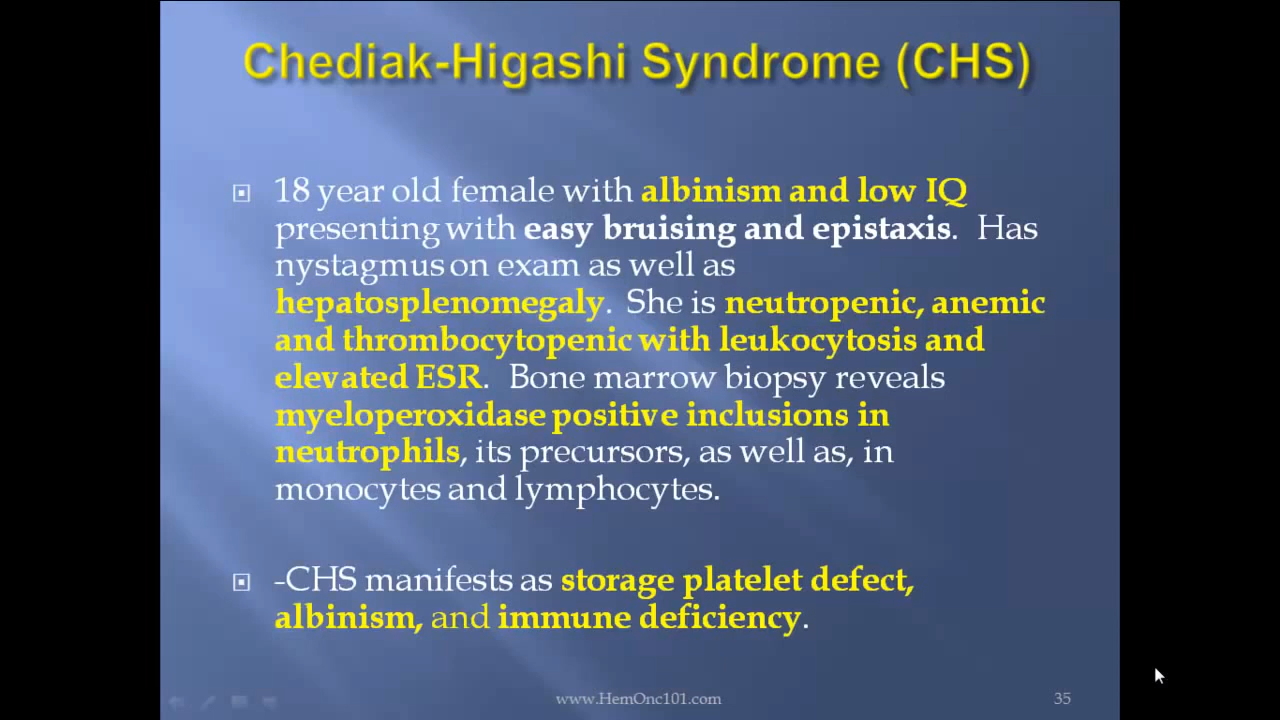 Chediak-Higashi Syndrome (CHS)
18 year old female with albinism and low IQ
presenting with easy bruising and epistaxis. Has
nystagmus on exam as well as
hepatosplenomegaly. She is neutropenic, anemic
and thrombocytopenic with leukocytosis and
elevated ESR. Bone marrow biopsy reveals
myeloperoxidase positive inclusions in
neutrophils, its precursors, as well as, in
monocytes and lymphocytes.
-CHS manifests as storage platelet defect,
albinism, and immune deficiency.
www.HemOnc101.com
35